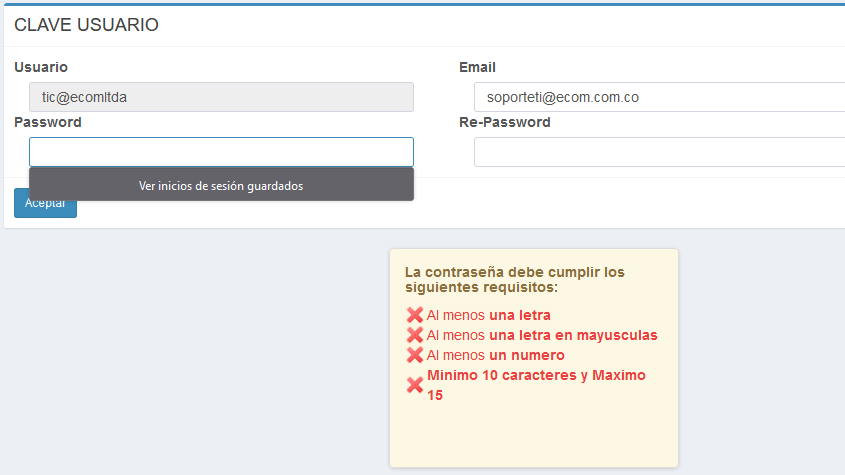 CLAVE USUARIO
Usuario
Email
tic@ecomltda
soporteti@ecom.com.co
Password
Re-Password
Ver inicios de sesión guardados
Aceptar
La contraseña debe cumplir los
siguientes requisitos:
Al menos una letra
Al menos una letra en mayusculas
Al menos un numero
Minimo 10 caracteres y Maximo
15